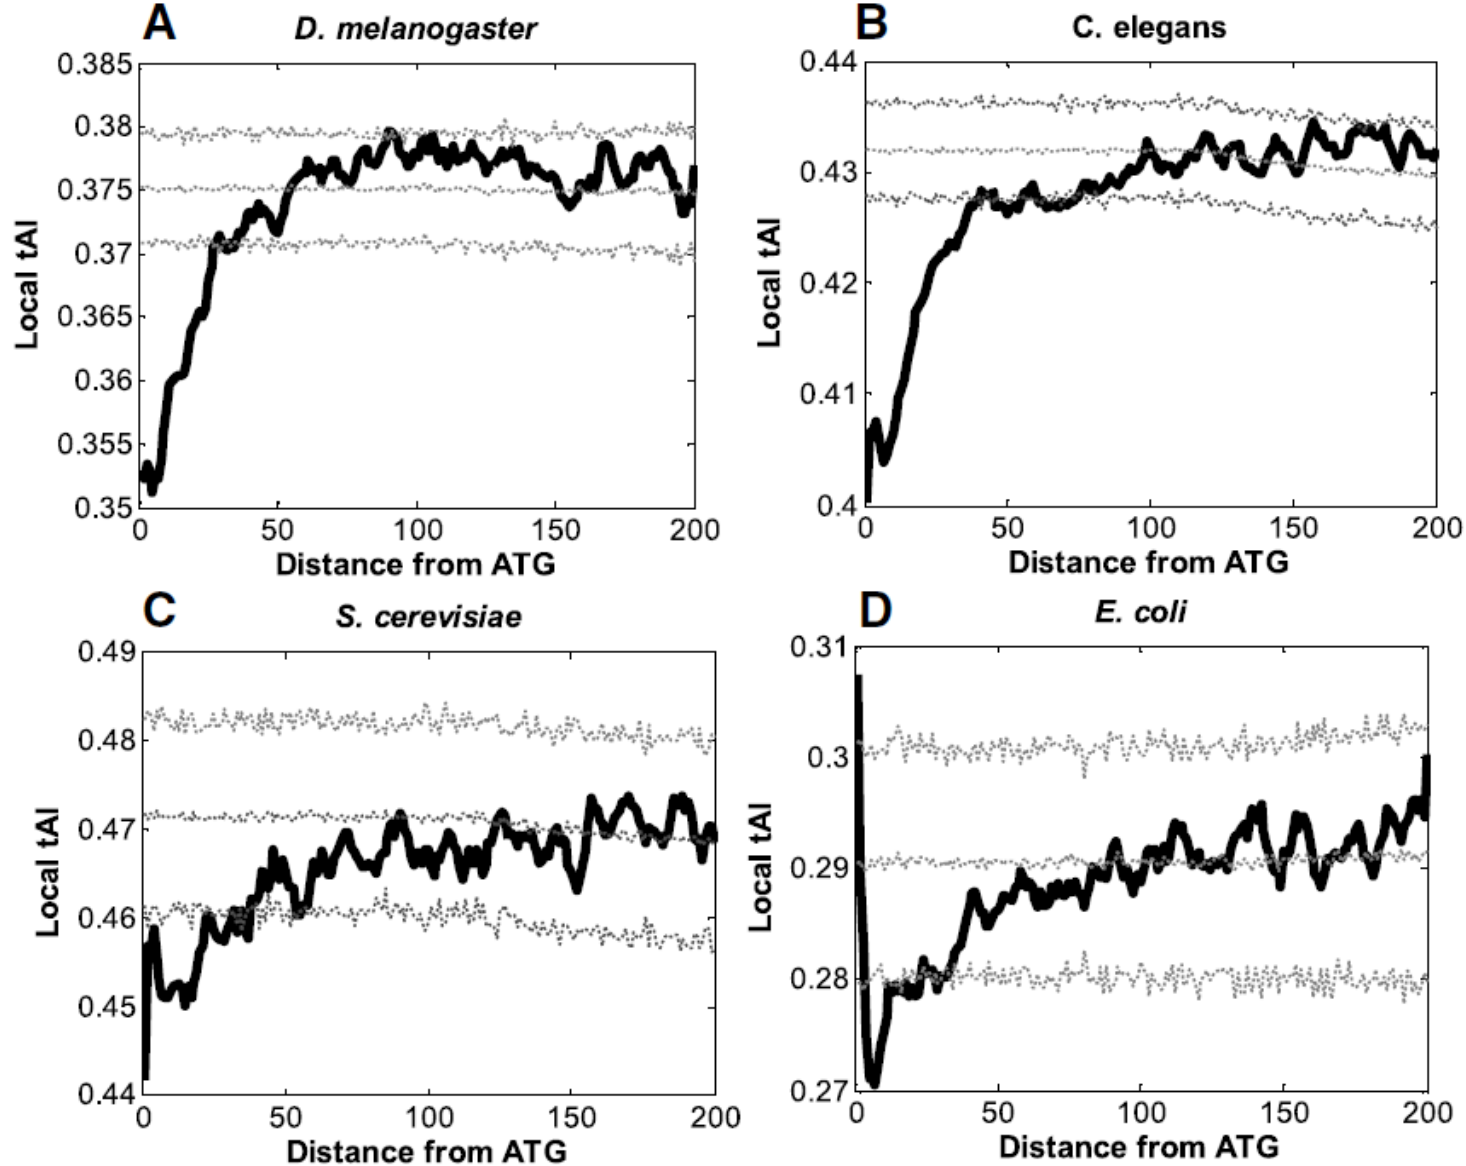 A
D. melanogaster
0.385
0.38
0.375
0.37
0.365
0.36
0.355
0.35
Local tAI
0 50 100 150 200
Distance from ATG
B
C. elegans
0.44
0.43
0.42
0.41
0.4
Local tAI
0 50 100 150 200
Distance from ATG
C
S. cerevisiae
0.49
0.48
0.47
0.46
0.45
0.44
Local tAI
0 50 100 150 200
Distance from ATG
D
E. coli
0.31
0.3
0.29
0.28
0.27
Local tAI
0 50 100 150 200
Distance from ATG